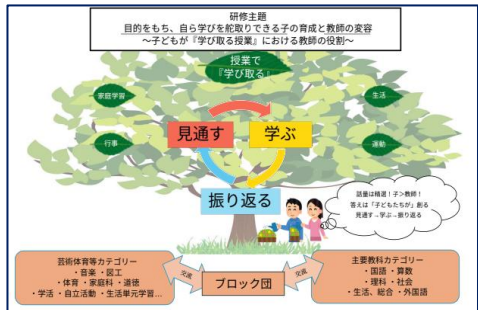 研修主題
目的をもち、自ら学びを舵取りできる子の育成と教師の変容
～子どもが『学び取る授業』における教師の役割～
授業で
『学び取る』
家庭学習
生活
行事
運動
見通す
学ぶ
振り返る
話量は精選！子＞教師！
答えは「子どもたちが」創る
見通す→学ぶ→振り返る
芸術体育等カテゴリー
・音楽 ・図工
・体育 ・家庭科 ・道徳
・学活 ・自立活動 ・生活単元学習…
交流
ブロック団
交流
主要教科カテゴリー
・国語 ・算数
・理科 ・社会
・生活、総合 ・外国語